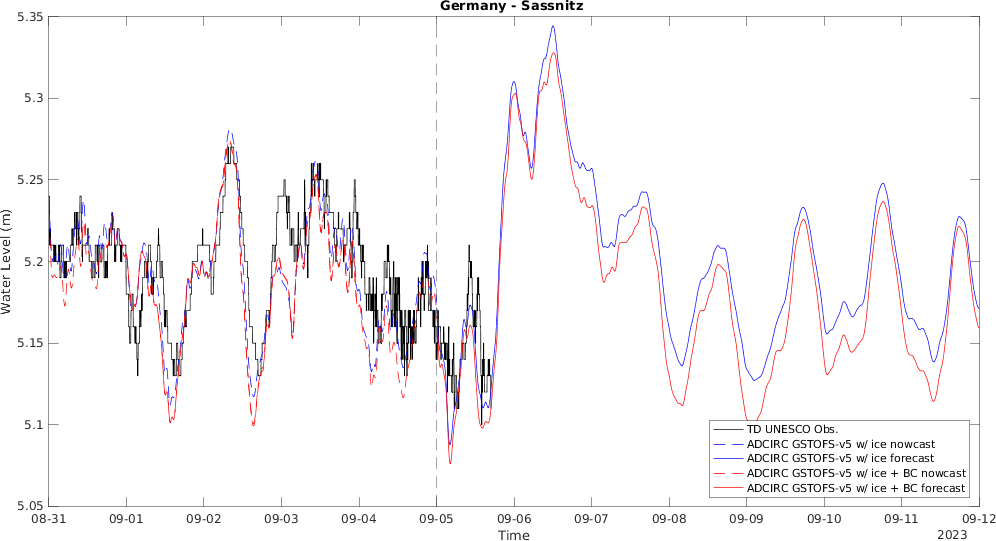 Germany - Sassnitz
5.35
5.3
5.25
5.2
5.15
5.1
5.05
Water Level (m)
08-31 09-01 09-02 09-03 09-04 09-05 09-06 09-07 09-08 09-09 09-10 09-11 09-12
Time
2023
TD UNESCO Obs.
ADCIRC GSTOFS-v5 w/ ice nowcast
ADCIRC GSTOFS-v5 w/ ice forecast
ADCIRC GSTOFS-v5 w/ ice + BC nowcast
ADCIRC GSTOFS-v5 w/ ice + BC forecast